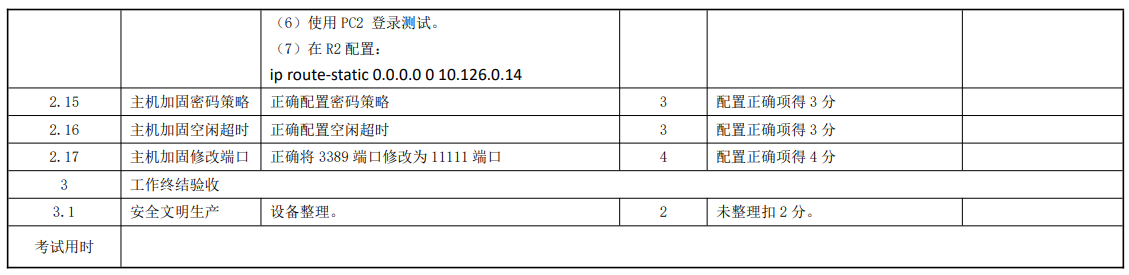 （6）使用 PC2 登录测试。
（7）在 R2 配置：
ip route-static 0.0.0.0 0 10.126.0.14
2.15 主机加固密码策略 正确配置密码策略 3 配置正确项得 3 分
2.16 主机加固空闲超时 正确配置空闲超时 3 配置正确项得 3 分
2.17 主机加固修改端口 正确将 3389 端口修改为 11111 端口 4 配置正确项得 4 分
3 工作终结验收
3.1 安全文明生产 设备整理。 2 未整理扣 2 分。
考试用时